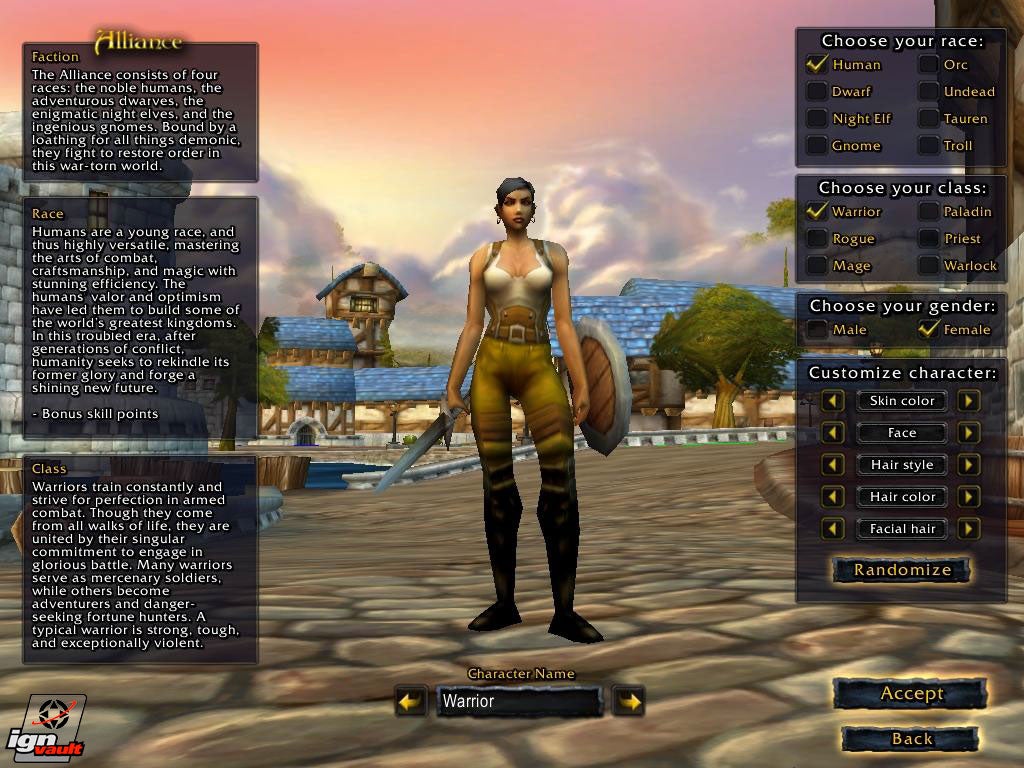 Alliance
Faction
The Alliance consists of four
races: the noble humans, the
adventurous dwarves, the
enigmatic night elves, and the
ingenious gnomes. Bound by a
loathing for all things demonic,
they fight to restore order in
this war-torn world.
Race
Humans are a young race, and
thus highly versatile, mastering
the arts of combat,
craftsmanship, and magic with
stunning efficiency. The
humans' valor and optimism
have led them to build some of
the world's greatest kingdoms.
In this troubled era, after
generations of conflict,
humanity seeks to rekindle its
former glory and forge a
shining new future.
- Bonus skill points
Class
Warriors train constantly and
strive for perfection in armed
combat. Though they come
from all walks of life, they are
united by their singular
commitment to engage in
glorious battle. Many warriors
serve as mercenary soldiers,
while others become
adventurers and danger-
seeking fortune hunters. A
typical warrior is strong, tough,
and exceptionally violent.
ign
vault
Character Name
Warrior
Choose your race:
Human Orc
Dwarf Undead
Night Elf Tauren
Gnome Troll
Choose your class:
Warrior Paladin
Rogue Priest
Mage Warlock
Choose your gender:
Male Female
Customize character:
Skin color
Face
Hair style
Hair color
Facial hair
Randomize
Accept
Back